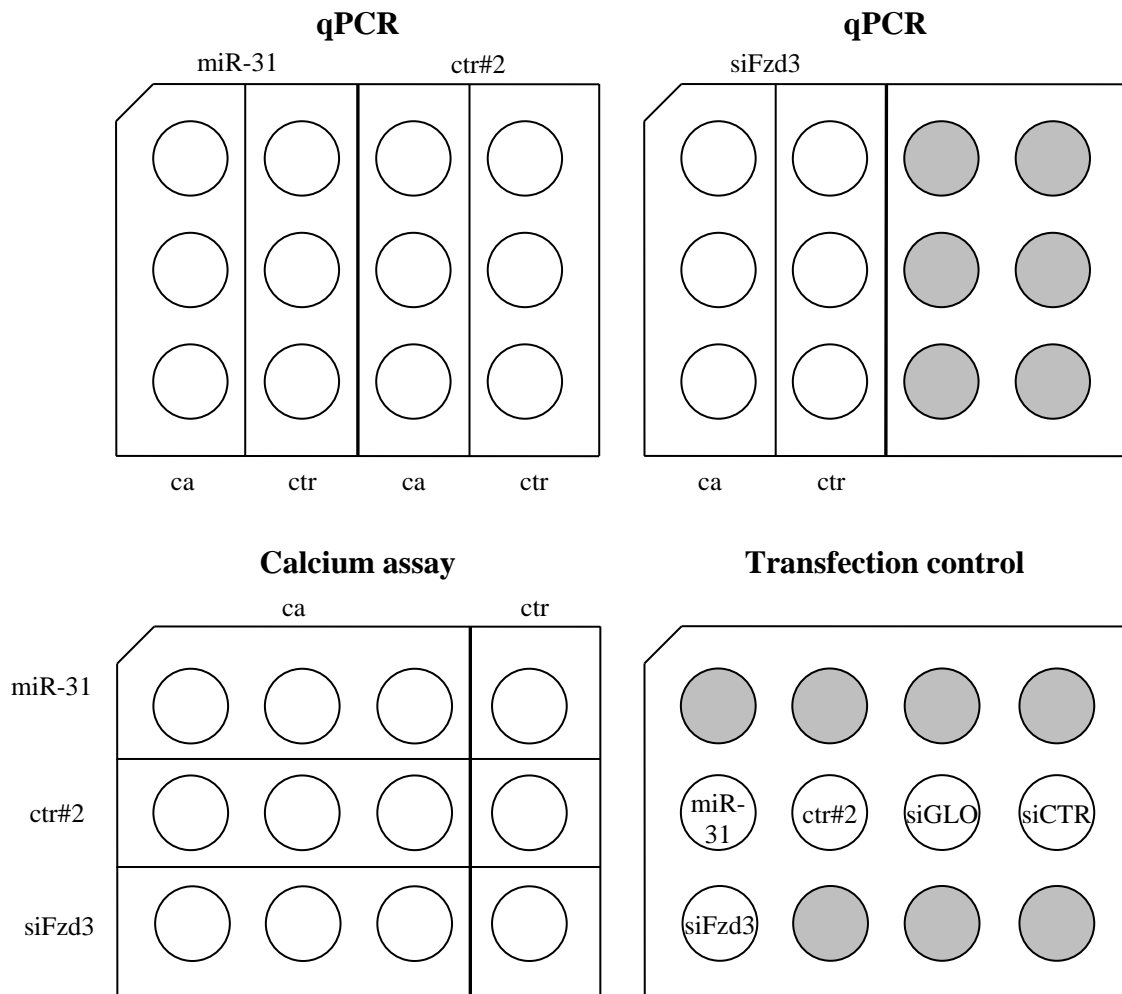 qPCR
miR-31
ctr#2
ca
ctr
ca
ctr
qPCR
siFzd3
ca
ctr
Calcium assay
ca
ctr
miR-31
ctr#2
siFzd3
Transfection control
miR-
31
ctr#2
siGLO
siCTR
siFzd3